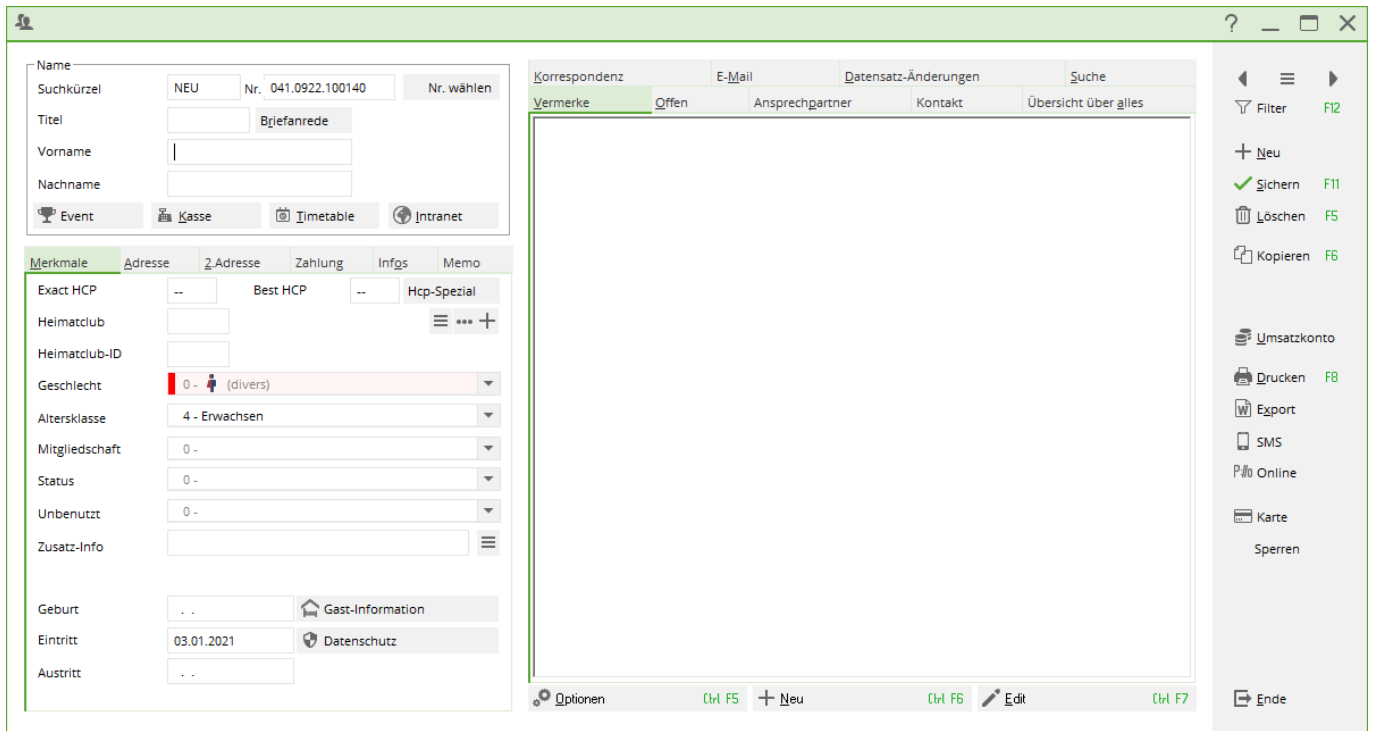 ?
Name
Suchkürzel NEU Nr. 041.0922.100140 Nr. wählen
Titel Briefanrede
Vorname
Nachname
Event Kasse Timetable Intranet
Merkmale Adresse 2.Adresse Zahlung Infos Memo
Exact HCP -- Best HCP -- Hcp-Spezial
Heimatclub
Heimatclub-ID
Geschlecht 0 - (divers)
Altersklasse 4 - Erwachsen
Mitgliedschaft 0 -
Status 0 -
Unbenutzt 0 -
Zusatz-Info
Geburt . . Gast-Information
Eintritt 03.01.2021 Datenschutz
Austritt . .
Korrespondenz E-Mail Datensatz-Änderungen Suche
Vermerke Offen Ansprechpartner Kontakt Übersicht über alles
Optionen Ctrl F5 Neu Ctrl F6 Edit Ctrl F7
Filter F12
Neu
Sichern F11
Löschen F5
Kopieren F6
Umsatzkonto
Drucken F8
W Export
SMS
P:// Online
Karte
Sperren
Ende